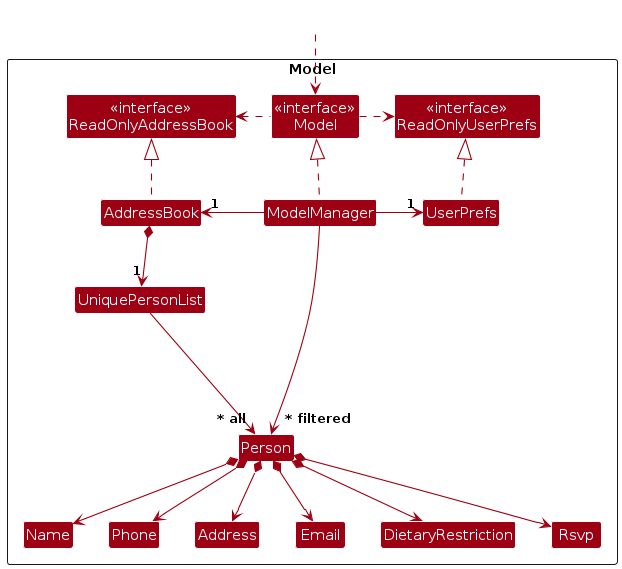 Model
«interface»
ReadOnlyAddressBook
«interface»
Model
«interface»
ReadOnlyUserPrefs
AddressBook
1
ModelManager
1
UserPrefs
1
UniquePersonList
* all
* filtered
Person
Name
Phone
Address
Email
DietaryRestriction
Rsvp